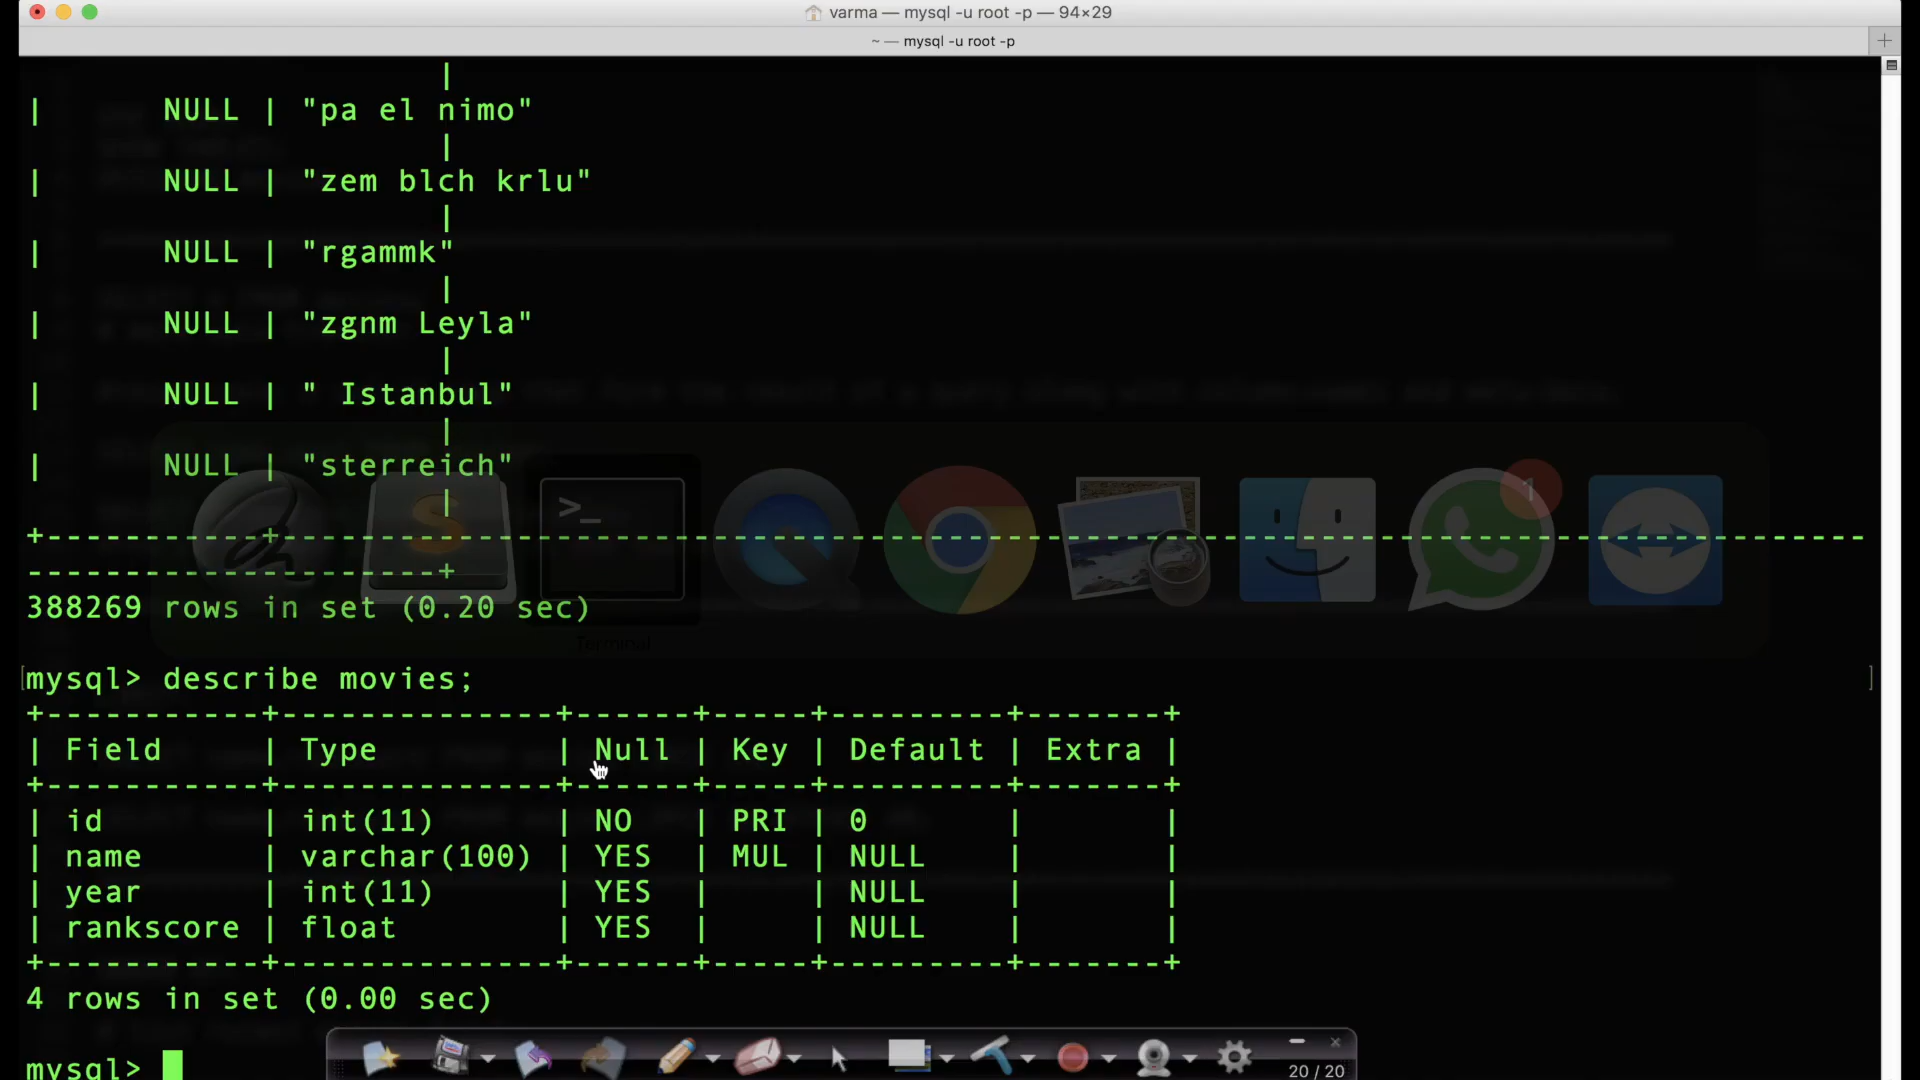 varma — mysql -u root -p — 94×29
~ — mysql -u root -p
|
| NULL | "pa el nimo"
|
| NULL | "zem blch krlu"
|
| NULL | "rgammk"
|
| NULL | "zgnm Leyla"
|
| NULL | " Istanbul"
|
| NULL | "sterreich"
|
+-----------+----------------------------------------------------------------------------------
----------------------+
388269 rows in set (0.20 sec)
Terminal
mysql> describe movies;
+-----------+--------------+------+-----+---------+-------+
| Field | Type | Null | Key | Default | Extra |
+-----------+--------------+------+-----+---------+-------+
| id | int(11) | NO | PRI | 0 | |
| name | varchar(100) | YES | MUL | NULL | |
| year | int(11) | YES | | NULL | |
| rankscore | float | YES | | NULL | |
+-----------+--------------+------+-----+---------+-------+
4 rows in set (0.00 sec)
mysql>
20 / 20